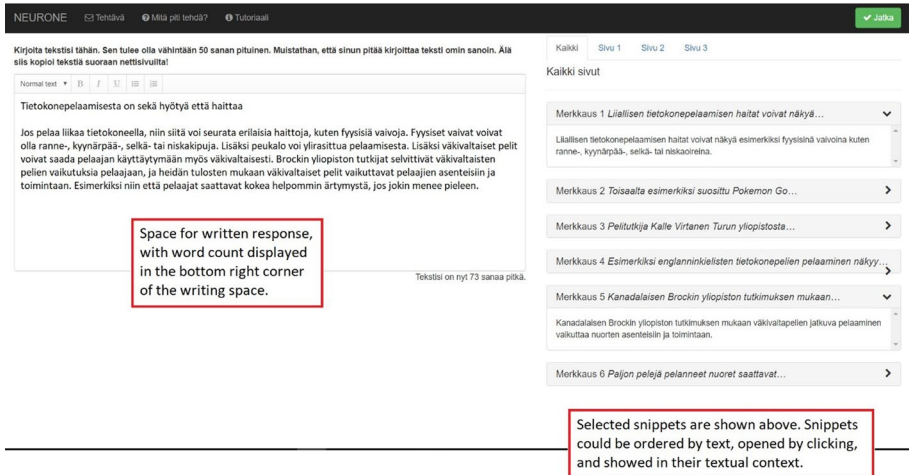 NEURONE Tehtävä Mitä piti tehdä? Tutoriaali Jatka
Kirjoita tekstisi tähän. Sen tulee olla vähintään 50 sanan pituinen. Muistathan, että sinun pitää kirjoittaa teksti omin sanoin. Älä
siis kopioi tekstiä suoraan nettisivuilta!
Normal text B I U
Tietokonepelaamisesta on sekä hyötyä että haittaa
Jos pelaa liikaa tietokoneella, niin siitä voi seurata erilaisia haittoja, kuten fyysisiä vaivoja. Fyysiset vaivat voivat
olla ranne-, kyynärpää-, selkä- tai niskakipuja. Lisäksi peukalo voi ylirasittua pelaamisesta. Lisäksi väkivaltaiset pelit
voivat saada pelaajan käyttäytymään myös väkivaltaisesti. Brockin yliopiston tutkijat selvittivät väkivaltaisten
pelien vaikutuksia pelaajaan, ja heidän tulosten mukaan väkivaltaiset pelit vaikuttavat pelaajien asenteisiin ja
toimintaan. Esimerkiksi niin että pelaajat saattavat kokea helpommin ärtymystä, jos jokin menee pieleen.
Space for written response,
with word count displayed
in the bottom right corner
of the writing space.
Tekstisi on nyt 73 sanaa pitkä.
Kaikki Sivu 1 Sivu 2 Sivu 3
Kaikki sivut
Merkkaus 1 Liiallisen tietokonepelaamisen haitat voivat näkyä…
Liiallisen tietokonepelaamisen haitat voivat näkyä esimerkiksi fyysisinä vaivoina kuten
ranne-, kyynärpää-, selkä- tai niskaoireina.
Merkkaus 2 Toisaalta esimerkiksi suosittu Pokemon Go…
Merkkaus 3 Pelitutkija Kalle Virtanen Turun yliopistosta…
Merkkaus 4 Esimerkiksi englanninkielisten tietokonepelien pelaaminen näkyy…
Merkkaus 5 Kanadalaisen Brockin yliopiston tutkimuksen mukaan…
Kanadalaisen Brockin yliopiston tutkimuksen mukaan väkivaltapelien jatkuva pelaaminen
vaikuttaa nuorten asenteisiin ja toimintaan.
Merkkaus 6 Paljon pelejä pelanneet nuoret saattavat…
Selected snippets are shown above. Snippets
could be ordered by text, opened by clicking,
and showed in their textual context.